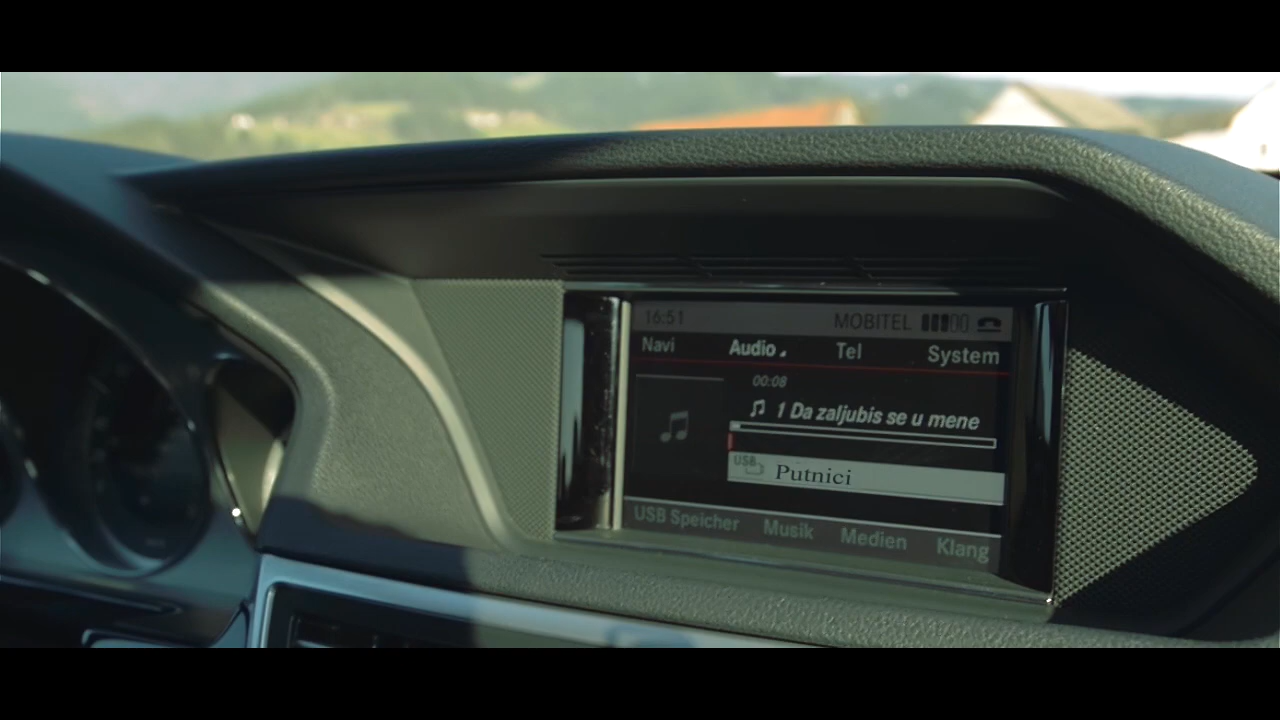 16:51 MOBITEL
Navi Audio Tel System
00:08
1 Da zaljubis se u mene
USB Putnici
USB Speicher Musik Medien Klang